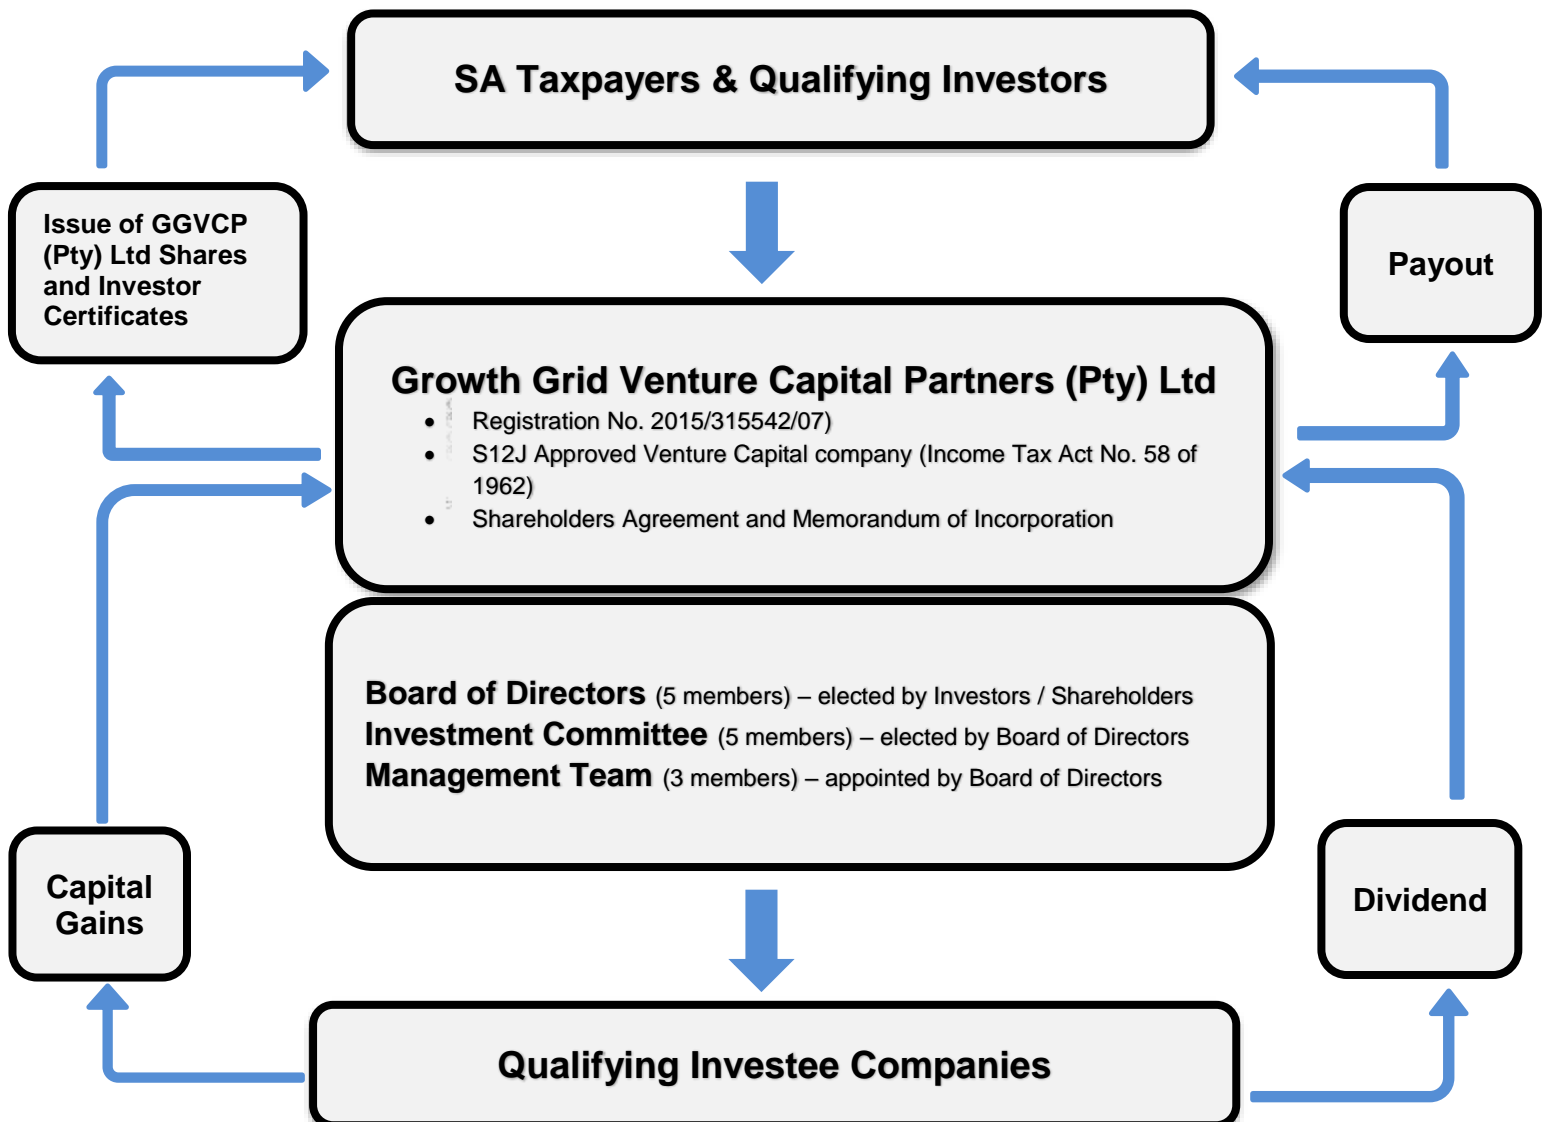 SA Taxpayers & Qualifying Investors
Issue of GGVCP
(Pty) Ltd Shares
and Investor
Certificates
Payout
Growth Grid Venture Capital Partners (Pty) Ltd
• Registration No. 2015/315542/07)
• S12J Approved Venture Capital company (Income Tax Act No. 58 of
1962)
• Shareholders Agreement and Memorandum of Incorporation
Board of Directors (5 members) – elected by Investors / Shareholders
Investment Committee (5 members) – elected by Board of Directors
Management Team (3 members) – appointed by Board of Directors
Capital
Gains
Dividend
Qualifying Investee Companies